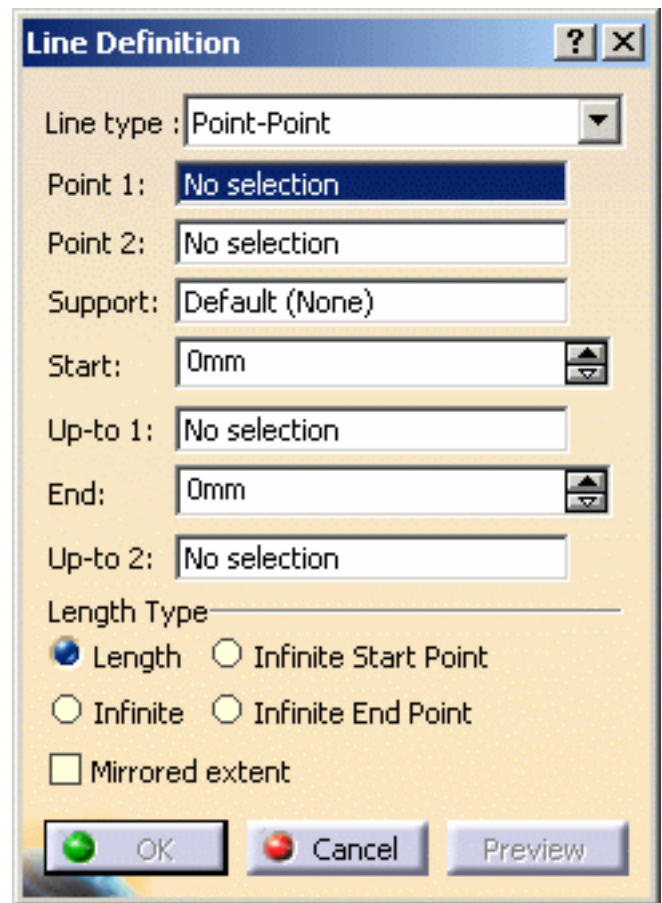 Line Definition
Line type : Point-Point
Point 1: No selection
Point 2: No selection
Support: Default (None)
Start: 0mm
Up-to 1: No selection
End: 0mm
Up-to 2: No selection
Length Type
Length Infinite Start Point
Infinite Infinite End Point
Mirrored extent
OK Cancel Preview